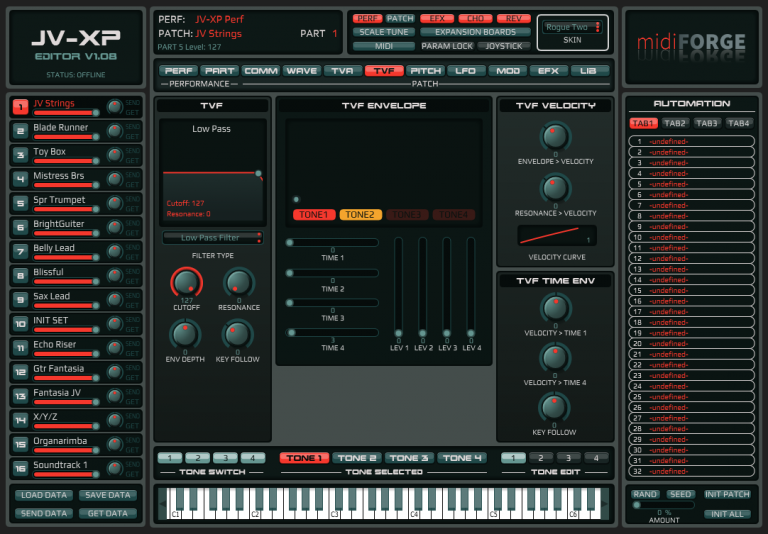 JV-XP
EDITOR V1.08
STATUS: OFFLINE
PERF: JV-XP Perf
PATCH: JV Strings PART 1
PART 5 Level: 127
PERF PATCH EFX CHO REV
SCALE TUNE EXPANSION BOARDS
MIDI PARAM LOCK JOYSTICK
Rogue Two
SKIN
midiFORGE
PERF PART COMM WAVE TVA TVF PITCH LFO MOD EFX LIB
PERFORMANCE PATCH
1 JV Strings SEND GET
2 Blade Runner SEND GET
3 Toy Box SEND GET
4 Mistress Brs SEND GET
5 Spr Trumpet SEND GET
6 BrightGuiter SEND GET
7 Belly Lead SEND GET
8 Blissful SEND GET
9 Sax Lead SEND GET
10 INIT SET SEND GET
11 Echo Riser SEND GET
12 Gtr Fantasia SEND GET
13 Fantasia JV SEND GET
14 X/Y/Z SEND GET
15 Organarimba SEND GET
16 Soundtrack 1 SEND GET
LOAD DATA SAVE DATA
SEND DATA GET DATA
TVF
Low Pass
Cutoff: 127
Resonance: 0
Low Pass Filter
FILTER TYPE
127 0
CUTOFF RESONANCE
0 0
ENV DEPTH KEY FOLLOW
TVF ENVELOPE
TONE1 TONE2 TONE3 TONE4
0
TIME 1
0
TIME 2
0
TIME 3
3
TIME 4
0 0 0 0
LEV 1 LEV 2 LEV 3 LEV 4
TVF VELOCITY
0
ENVELOPE > VELOCITY
0
RESONANCE > VELOCITY
1
VELOCITY CURVE
TVF TIME ENV
0
VELOCITY > TIME 1
0
VELOCITY > TIME 4
0
KEY FOLLOW
1 2 3 4
TONE SWITCH
TONE 1 TONE 2 TONE 3 TONE 4
TONE SELECTED
1 2 3 4
TONE EDIT
C1 C2 C3 C4 C5 C6
AUTOMATION
TAB1 TAB2 TAB3 TAB4
1 -undefined-
2 -undefined-
3 -undefined-
4 -undefined-
5 -undefined-
6 -undefined-
7 -undefined-
8 -undefined-
9 -undefined-
10 -undefined-
11 -undefined-
12 -undefined-
13 -undefined-
14 -undefined-
15 -undefined-
16 -undefined-
17 -undefined-
18 -undefined-
19 -undefined-
20 -undefined-
21 -undefined-
22 -undefined-
23 -undefined-
24 -undefined-
25 -undefined-
26 -undefined-
27 -undefined-
28 -undefined-
29 -undefined-
30 -undefined-
31 -undefined-
32 -undefined-
RAND SEED INIT PATCH
0 %
AMOUNT INIT ALL